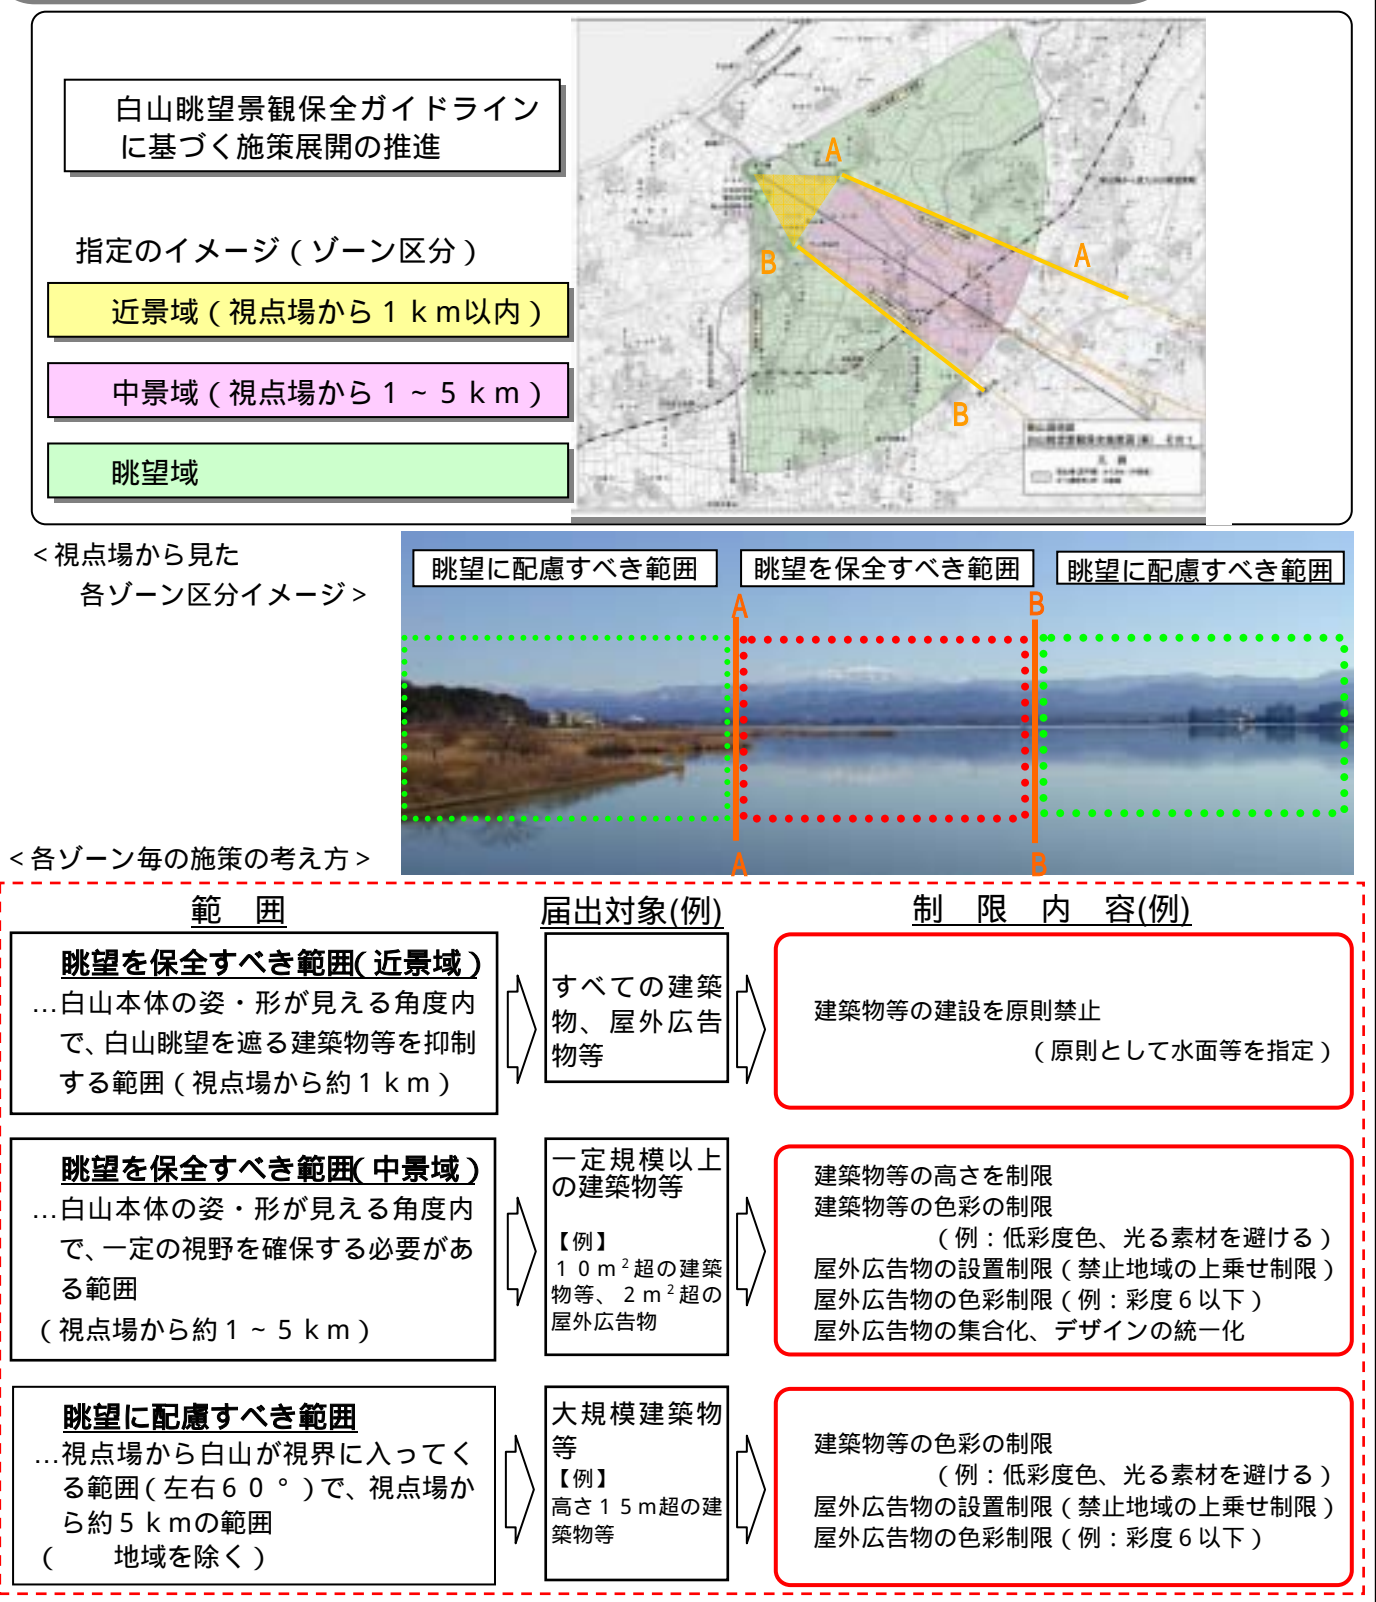 白山眺望景観保全ガイドライン
に基づく施策展開の推進
指定のイメージ(ゾーン区分)
近景域(視点場から1km以内)
中景域(視点場から1~5km)
眺望域
A
B
A
B
<視点場から見た
各ゾーン区分イメージ>
眺望に配慮すべき範囲
眺望を保全すべき範囲
眺望に配慮すべき範囲
A
B
A
B
<各ゾーン毎の施策の考え方>
範 囲
届出対象(例)
制 限 内 容(例)
眺望を保全すべき範囲(近景域)
…白山本体の姿・形が見える角度内
で、白山眺望を遮る建築物等を抑制
する範囲(視点場から約1km)
すべての建築
物、屋外広告
物等
建築物等の建設を原則禁止
(原則として水面等を指定)
眺望を保全すべき範囲(中景域)
…白山本体の姿・形が見える角度内
で、一定の視野を確保する必要があ
る範囲
(視点場から約1~5km)
一定規模以上
の建築物等
【例】
10m²超の建築
物等、2m²超の
屋外広告物
建築物等の高さを制限
建築物等の色彩の制限
(例:低彩度色、光る素材を避ける)
屋外広告物の設置制限(禁止地域の上乗せ制限)
屋外広告物の色彩制限(例:彩度6以下)
屋外広告物の集合化、デザインの統一化
眺望に配慮すべき範囲
…視点場から白山が視界に入ってく
る範囲(左右60°)で、視点場か
ら約5kmの範囲
( 地域を除く)
大規模建築物
等
【例】
高さ15m超の建
築物等
建築物等の色彩の制限
(例:低彩度色、光る素材を避ける)
屋外広告物の設置制限(禁止地域の上乗せ制限)
屋外広告物の色彩制限(例:彩度6以下)